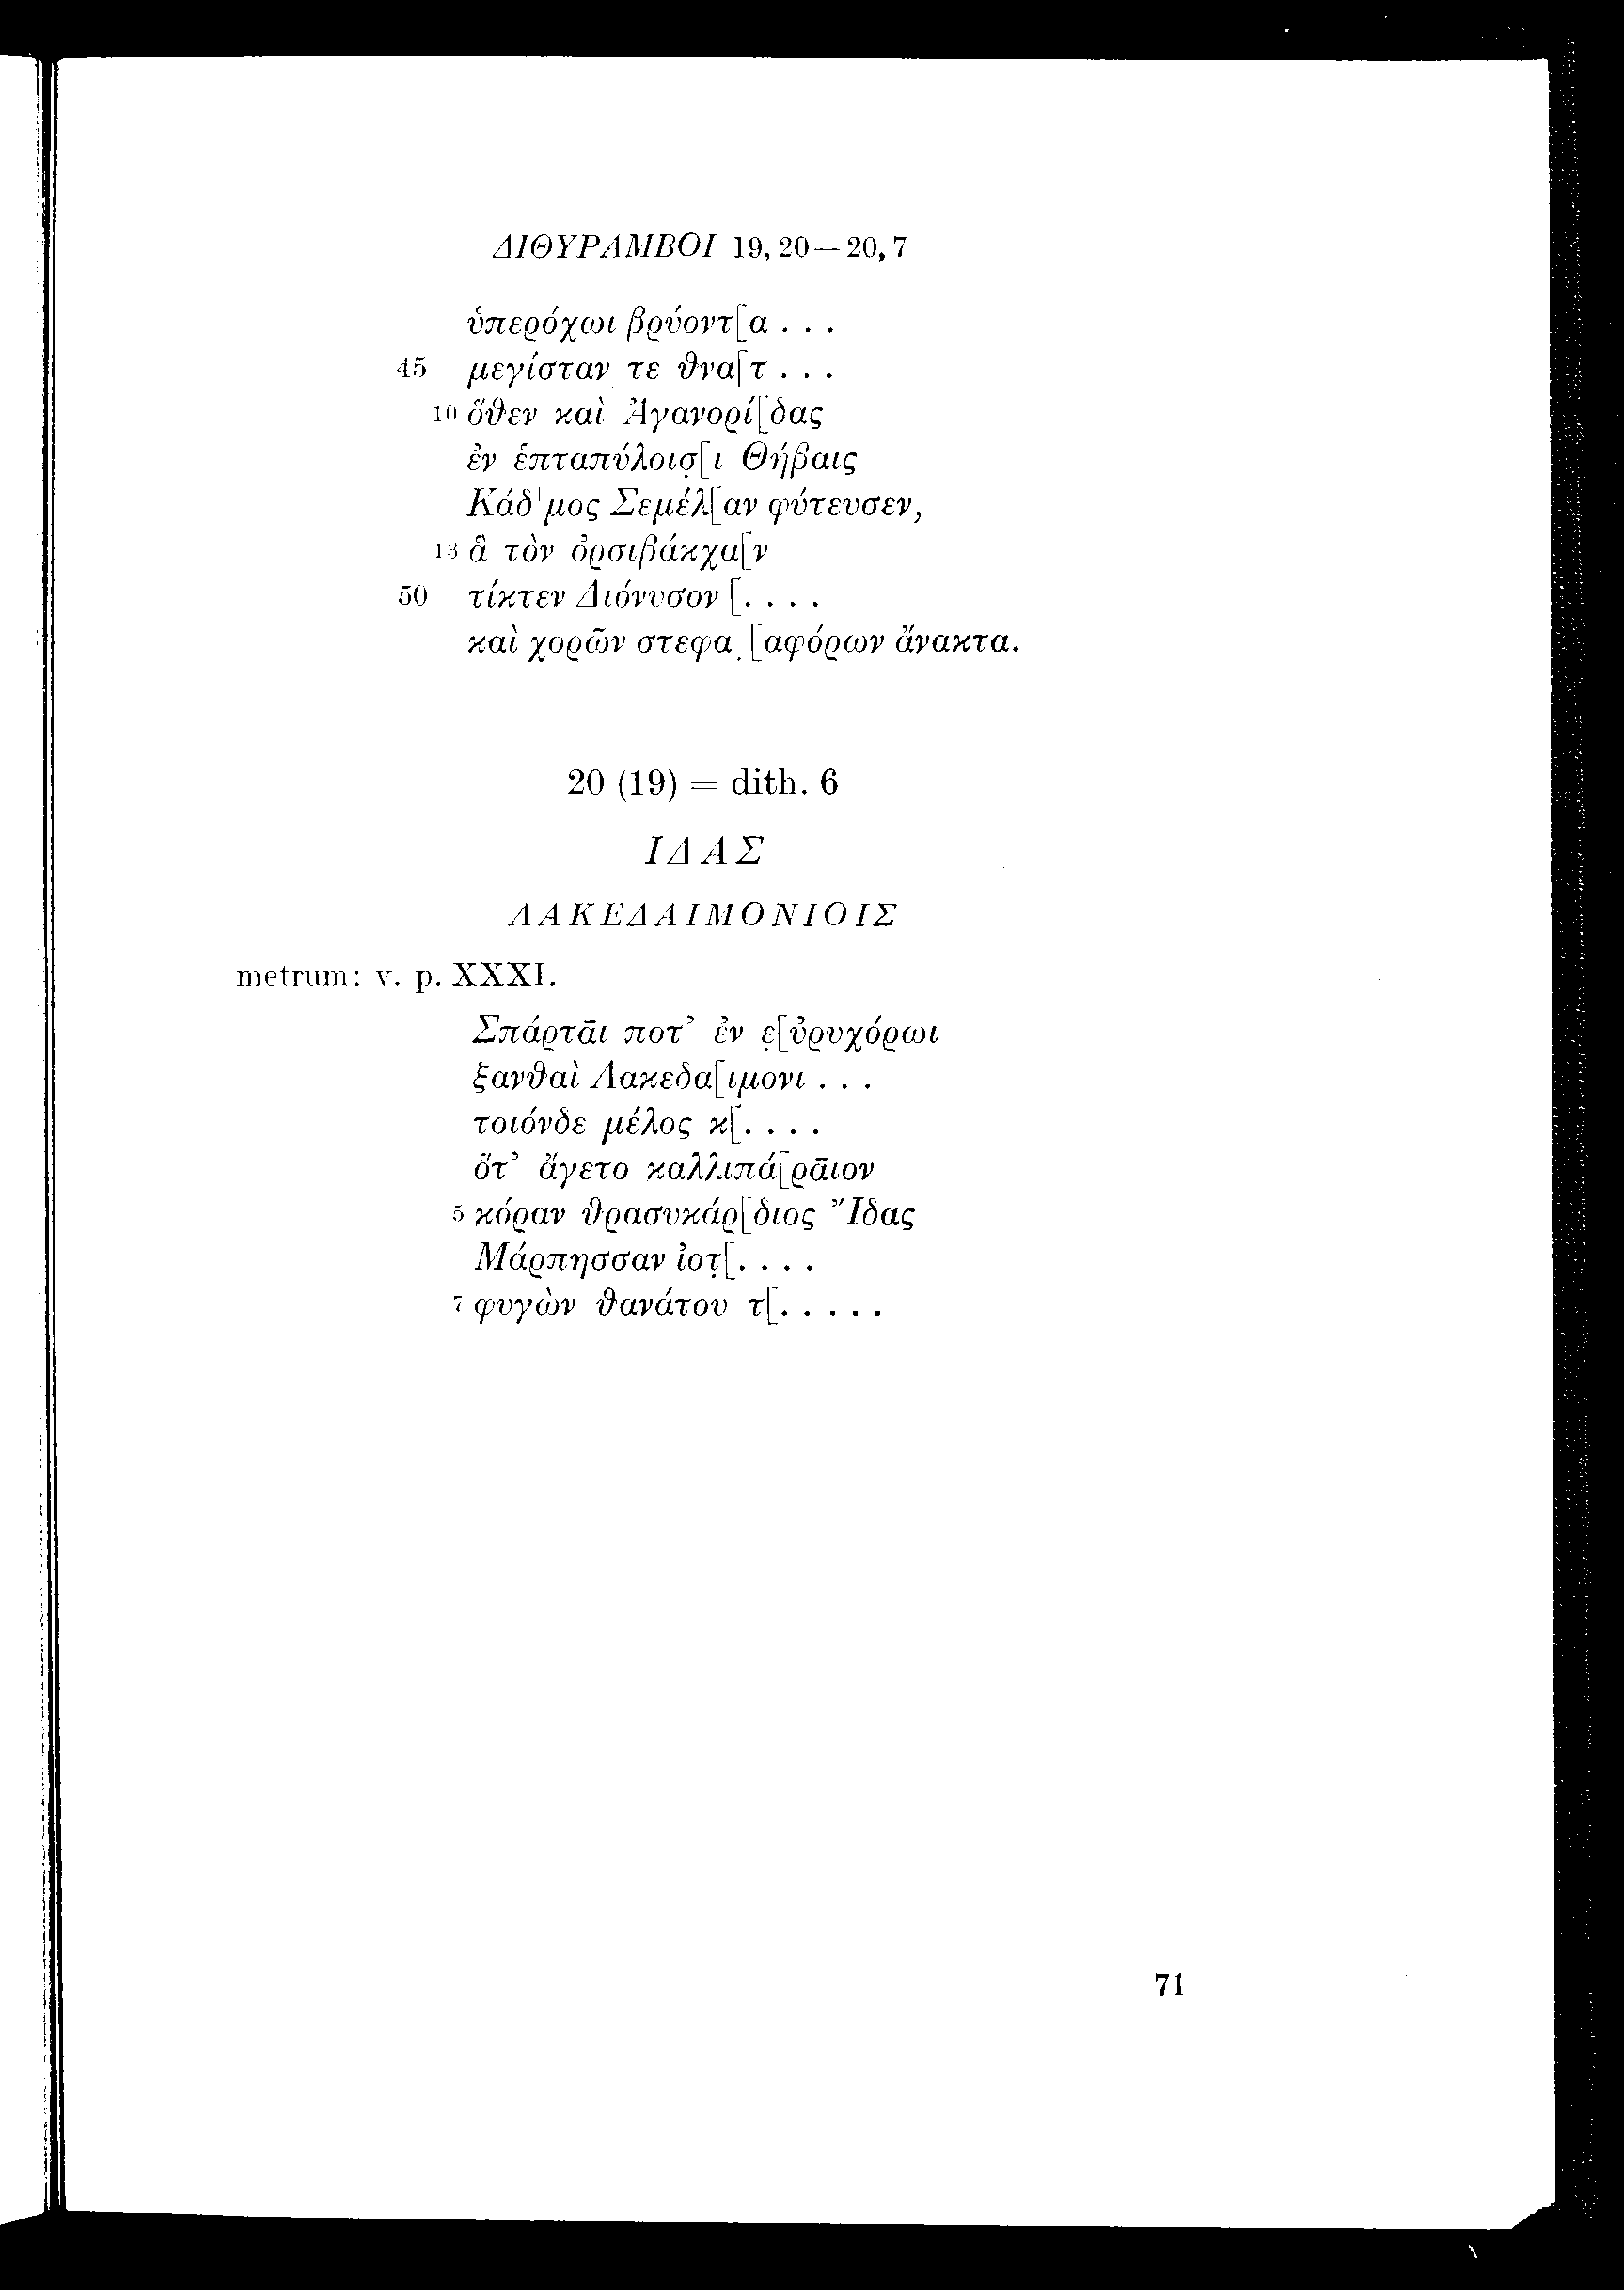 ΔΙΘΥΡΑΜΒΟΙ 19, 20 — 20, 7
ὑπερόχωι βρύοντ[α . . .
45 μεγίσταν τε θνα[τ . . .
10 ὅθεν καὶ Ἀγανορί[δας
ἐν ἑπταπύλοισ̣[ι Θήβαις
Κάδ'μος Σεμέλ[αν φύτευσεν,
13 ἃ τὸν ὀρσιβάκχα[ν
50 τίκτεν Διόνυσον [. . . .
καὶ χορῶν στεφα ̣[αφόρων ἄνακτα.
20 (19) = dith. 6
ΙΔΑΣ
ΛΑΚΕΔΑΙΜΟΝΙΟΙΣ
metrum: v. p. XXXI.
Σπάρτᾱι ποτ’ ἐν ε̣[ὐρυχόρωι
ξανθαὶ Λακεδα[ιμονι . . .
τοιόνδε μέλος κ[. . . .
ὅτ’ ἄγετο καλλιπά[ρᾱιον
5 κόραν θρασυκάρ[διος Ἴδας
Μάρπησσαν ἰοτ̣[. . . .
7 φυγὼν θανάτου τ[. . . . .
71